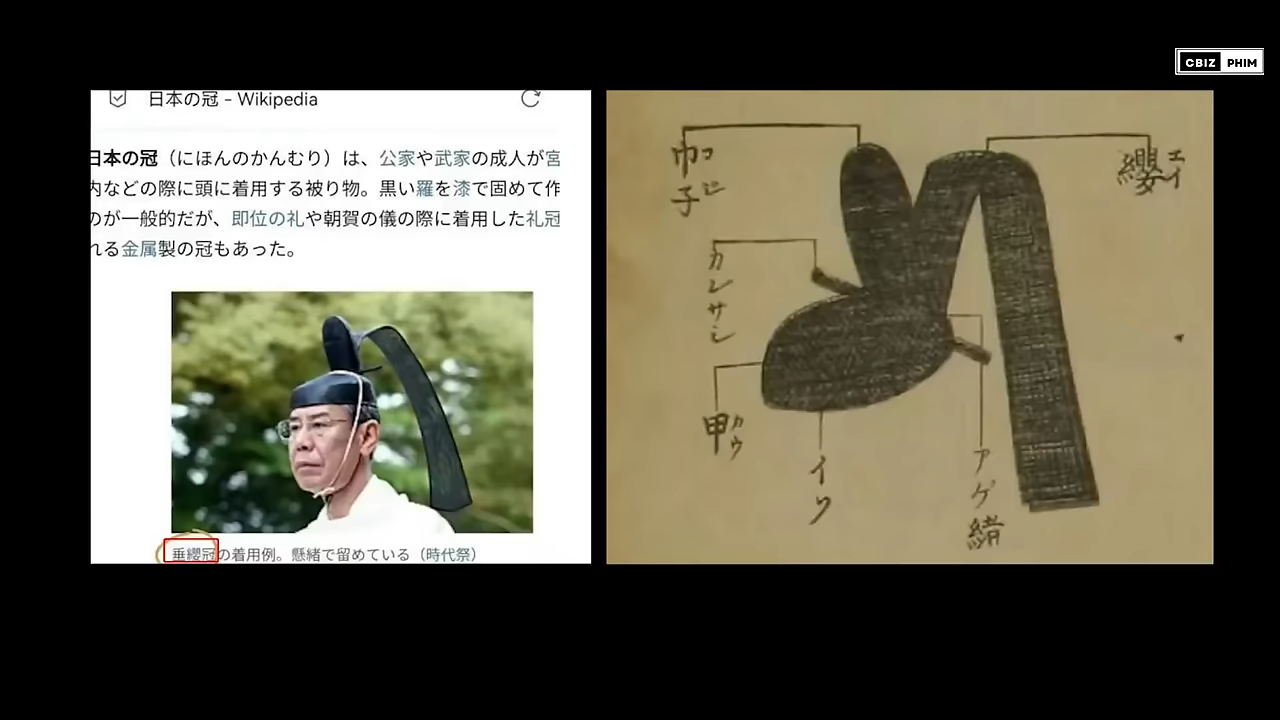 CBIZ PHIM
日本の冠 - Wikipedia
日本の冠（にほんのかんむり）は、公家や武家の成人が宮
内などの際に頭に着用する被り物。黒い羅を漆で固めて作
のが一般的だが、即位の礼や朝賀の儀の際に着用した礼冠
れる金属製の冠もあった。
垂纓冠の着用例。懸緒で留めている（時代祭）
巾子 コジ
纓 エイ
カンサシ
甲 カウ
イソ
アゲ緒